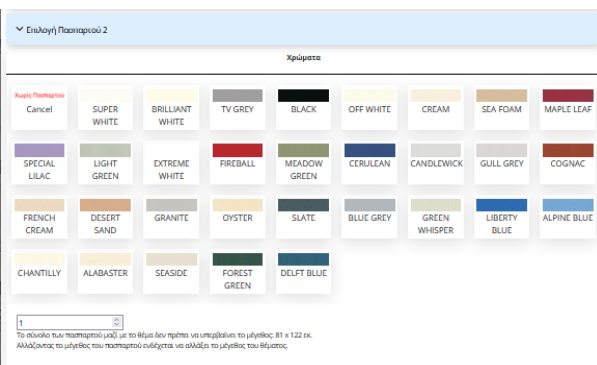 Επιλογή Πασπαρτού 2
Χρώματα
Χωρίς Πασπαρτού
Cancel
SUPER WHITE
BRILLIANT WHITE
TV GREY
BLACK
OFF WHITE
CREAM
SEA FOAM
MAPLE LEAF
SPECIAL LILAC
LIGHT GREEN
EXTREME WHITE
FIREBALL
MEADOW GREEN
CERULEAN
CANDLEWICK
GULL GREY
COGNAC
FRENCH CREAM
DESERT SAND
GRANITE
OYSTER
SLATE
BLUE GREY
GREEN WHISPER
LIBERTY BLUE
ALPINE BLUE
CHANTILLY
ALABASTER
SEASIDE
FOREST GREEN
DELFT BLUE
1
Το σύνολο των πασπαρτού μαζί με το θέμα δεν πρέπει να υπερβαίνει το μέγεθος: 81 x 122 εκ.
Αλλάζοντας το μέγεθος του πασπαρτού ενδέχεται να αλλάξει το μέγεθος του θέματος.